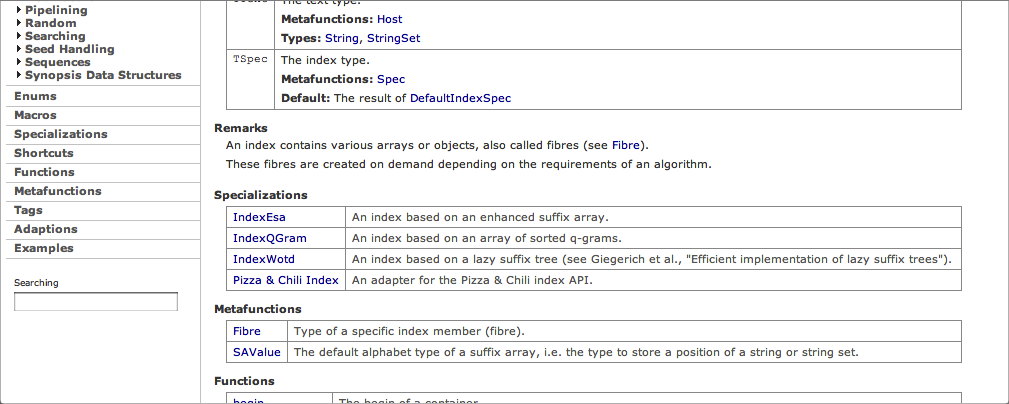 Pipelining
Random
Searching
Seed Handling
Sequences
Synopsis Data Structures
Enums
Macros
Specializations
Shortcuts
Functions
Metafunctions
Tags
Adaptions
Examples
Searching
The text type.
Metafunctions: Host
Types: String, StringSet
TSpec The index type.
Metafunctions: Spec
Default: The result of DefaultIndexSpec
Remarks
An index contains various arrays or objects, also called fibres (see Fibre).
These fibres are created on demand depending on the requirements of an algorithm.
Specializations
IndexEsa An index based on an enhanced suffix array.
IndexQGram An index based on an array of sorted q-grams.
IndexWotd An index based on a lazy suffix tree (see Giegerich et al., "Efficient implementation of lazy suffix trees").
Pizza & Chili Index An adapter for the Pizza & Chili index API.
Metafunctions
Fibre Type of a specific index member (fibre).
SAValue The default alphabet type of a suffix array, i.e. the type to store a position of a string or string set.
Functions
begin The begin of a container.